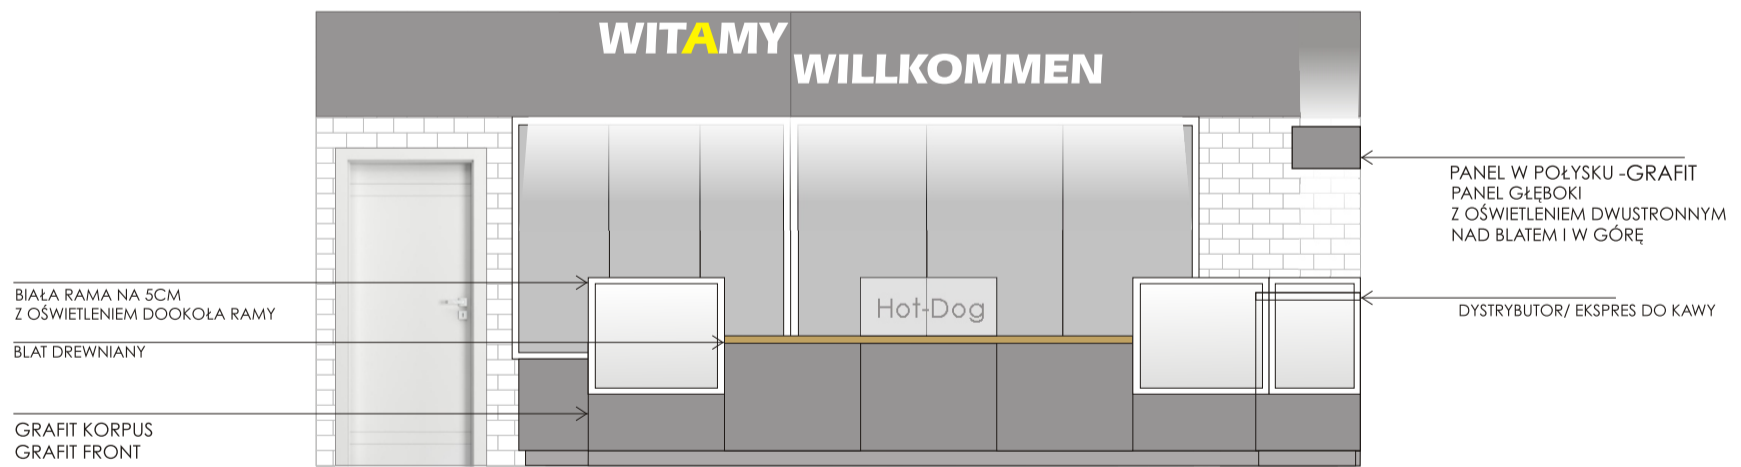 WITAMY
WILLKOMMEN
PANEL W POŁYSKU -GRAFIT
PANEL GŁĘBOKI
Z OŚWIETLENIEM DWUSTRONNYM
NAD BLATEM I W GÓRĘ
BIAŁA RAMA NA 5CM
Z OŚWIETLENIEM DOOKOŁA RAMY
Hot-Dog
DYSTRYBUTOR/ EKSPRES DO KAWY
BLAT DREWNIANY
GRAFIT KORPUS
GRAFIT FRONT